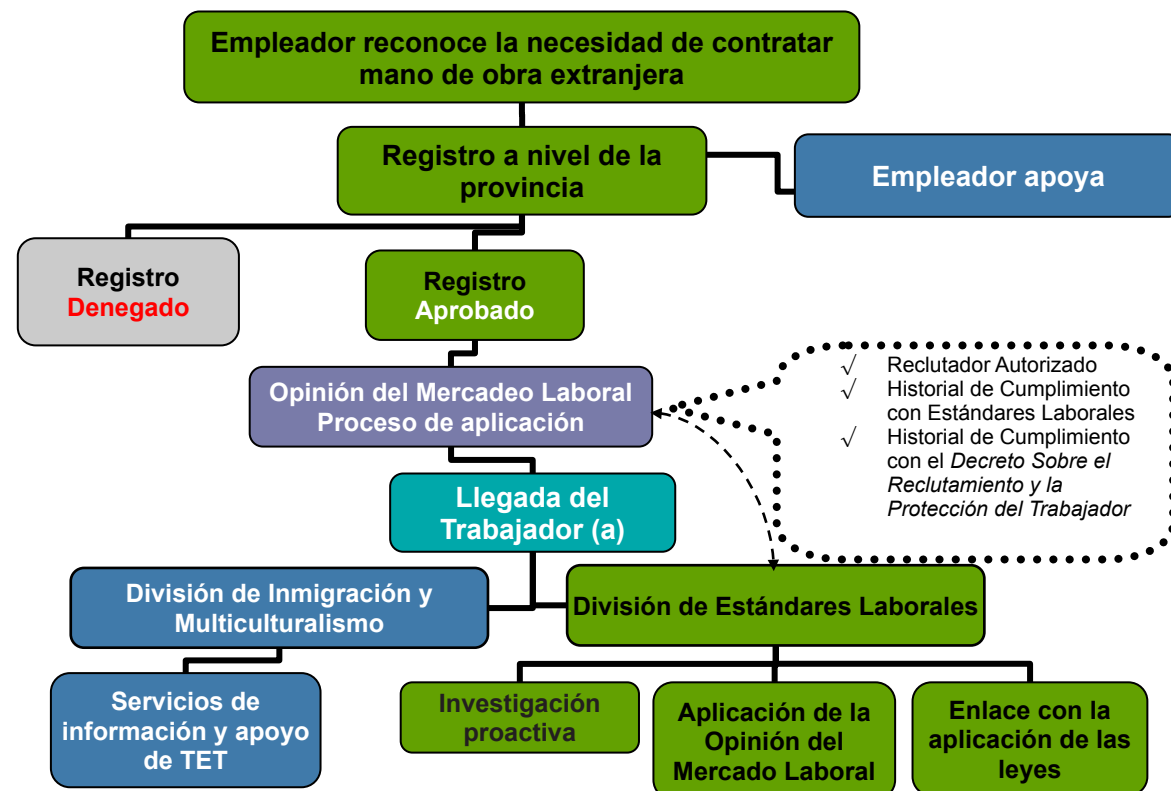 Empleador reconoce la necesidad de contratar
mano de obra extranjera
Registro a nivel de la
provincia
Empleador apoya
Registro
Denegado
Registro
Aprobado
Opinión del Mercadeo Laboral
Proceso de aplicación
√ Reclutador Autorizado
√ Historial de Cumplimiento
con Estándares Laborales
√ Historial de Cumplimiento
con el Decreto Sobre el
Reclutamiento y la
Protección del Trabajador
Llegada del
Trabajador (a)
División de Inmigración y
Multiculturalismo
División de Estándares Laborales
Servicios de
información y apoyo
de TET
Investigación
proactiva
Aplicación de la
Opinión del
Mercado Laboral
Enlace con la
aplicación de las
leyes